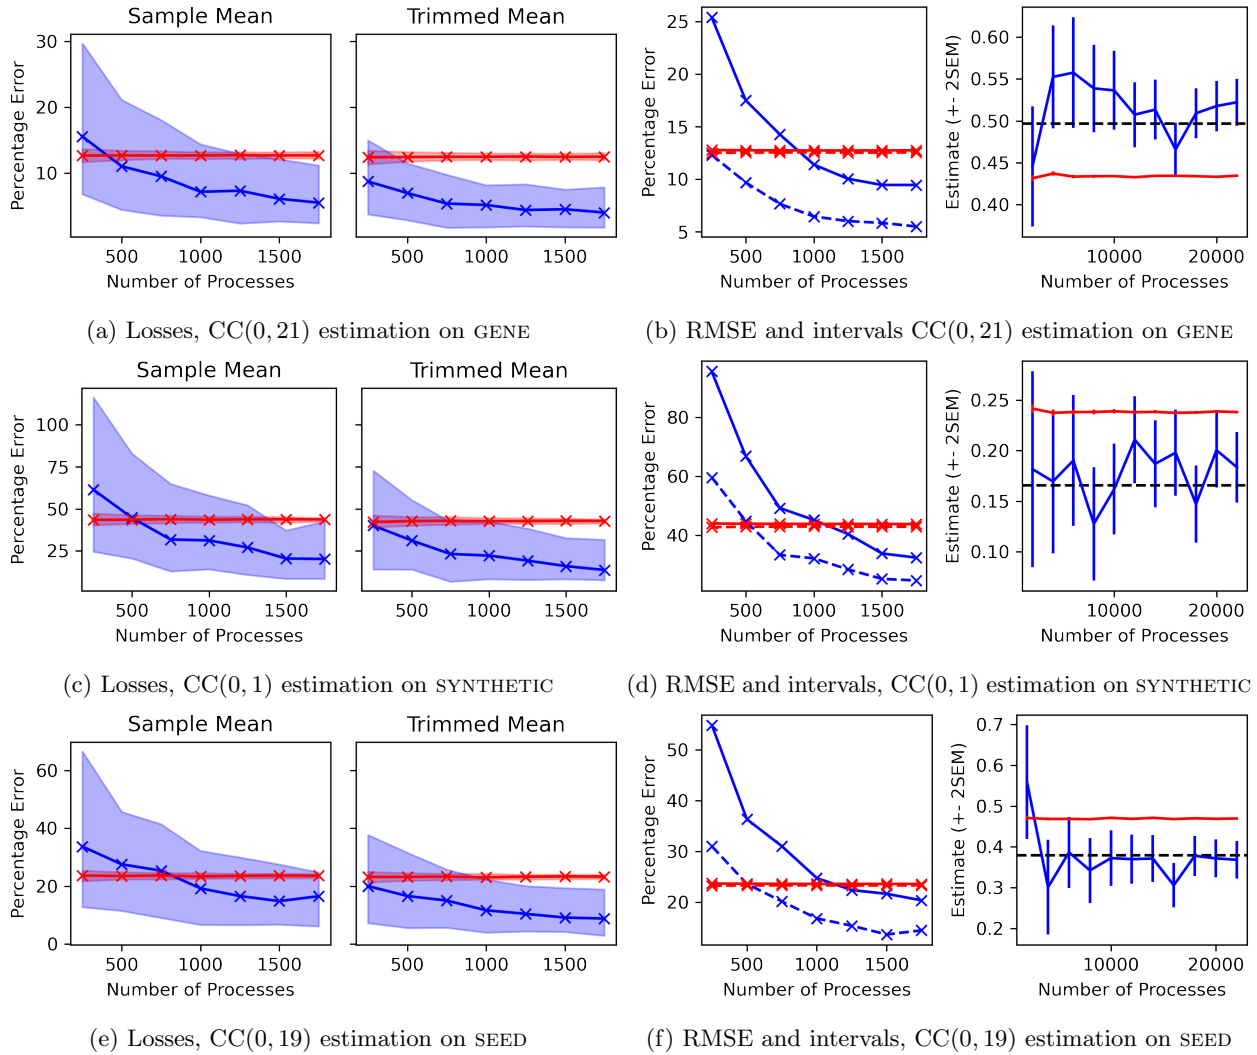 Sample Mean
Trimmed Mean
Percentage Error
30
20
10
500 1000 1500
500 1000 1500
Number of Processes
Number of Processes
(a) Losses, CC(0, 21) estimation on GENE
Percentage Error
25
20
15
10
5
500 1000 1500
Number of Processes
Estimate (+- 2SEM)
0.60
0.55
0.50
0.45
0.40
10000 20000
Number of Processes
(b) RMSE and intervals CC(0, 21) estimation on GENE
Sample Mean
Trimmed Mean
Percentage Error
100
75
50
25
500 1000 1500
500 1000 1500
Number of Processes
Number of Processes
(c) Losses, CC(0, 1) estimation on SYNTHETIC
Percentage Error
80
60
40
500 1000 1500
Number of Processes
Estimate (+- 2SEM)
0.25
0.20
0.15
0.10
10000 20000
Number of Processes
(d) RMSE and intervals, CC(0, 1) estimation on SYNTHETIC
Sample Mean
Trimmed Mean
Percentage Error
60
40
20
0
500 1000 1500
500 1000 1500
Number of Processes
Number of Processes
(e) Losses, CC(0, 19) estimation on SEED
Percentage Error
50
40
30
20
500 1000 1500
Number of Processes
Estimate (+- 2SEM)
0.7
0.6
0.5
0.4
0.3
0.2
10000 20000
Number of Processes
(f) RMSE and intervals, CC(0, 19) estimation on SEED